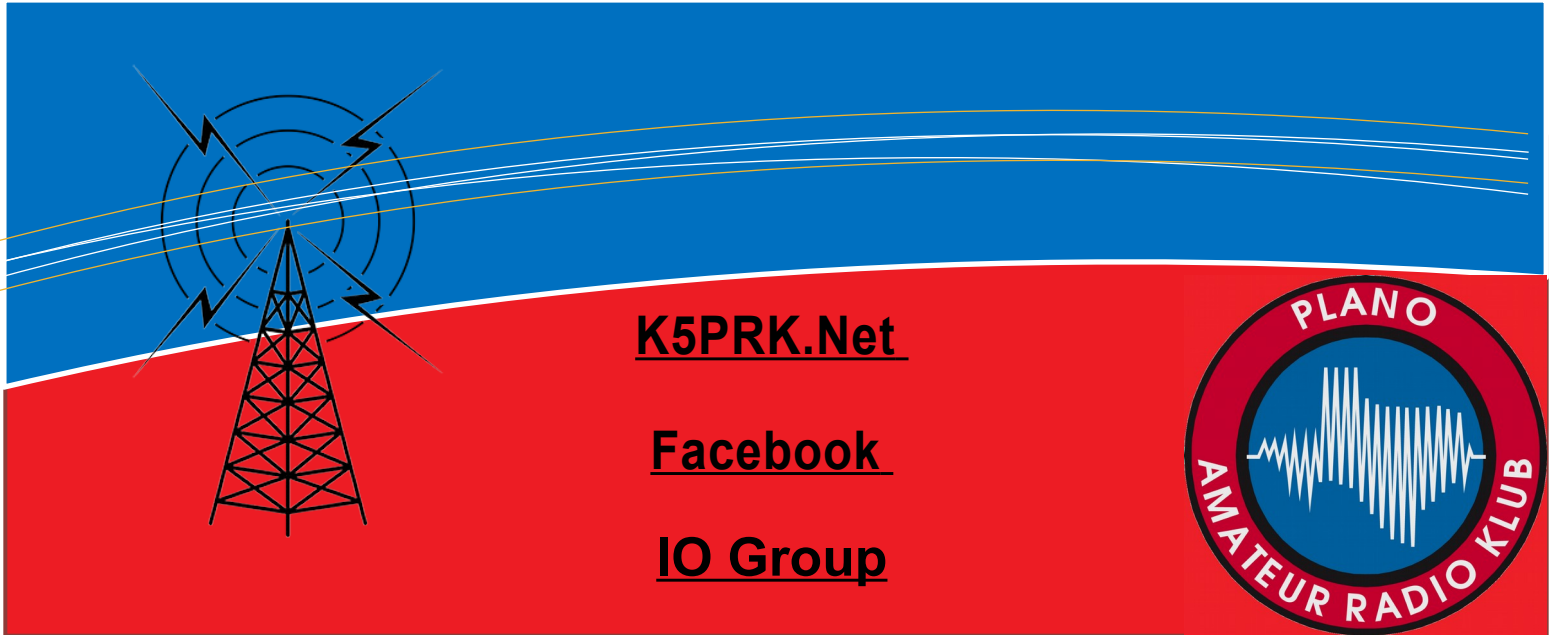 K5PRK.Net
Facebook
IO Group
PLANO
AMATEUR RADIO KLUB